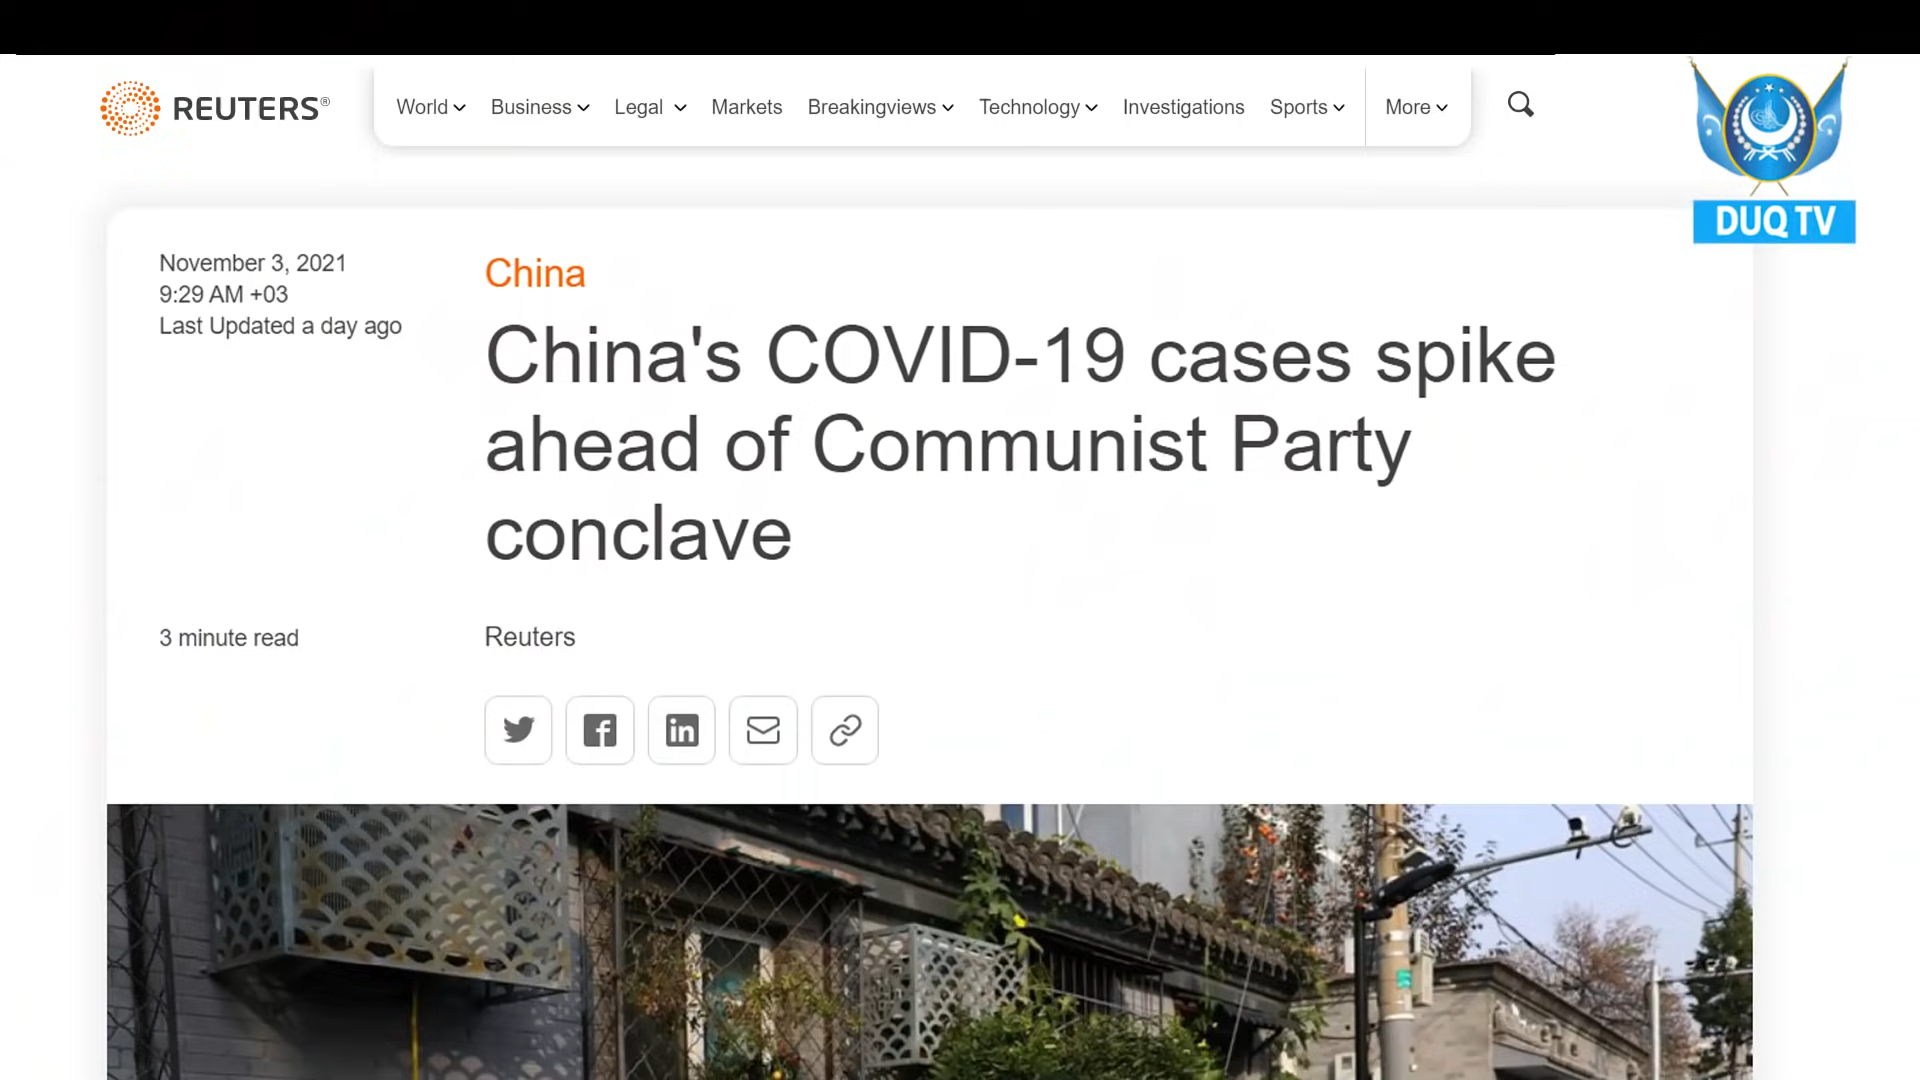 REUTERS®
World
Business
Legal
Markets
Breakingviews
Technology
Investigations
Sports
More
DUQ TV
November 3, 2021
9:29 AM +03
Last Updated a day ago
China
China's COVID-19 cases spike
ahead of Communist Party
conclave
3 minute read
Reuters